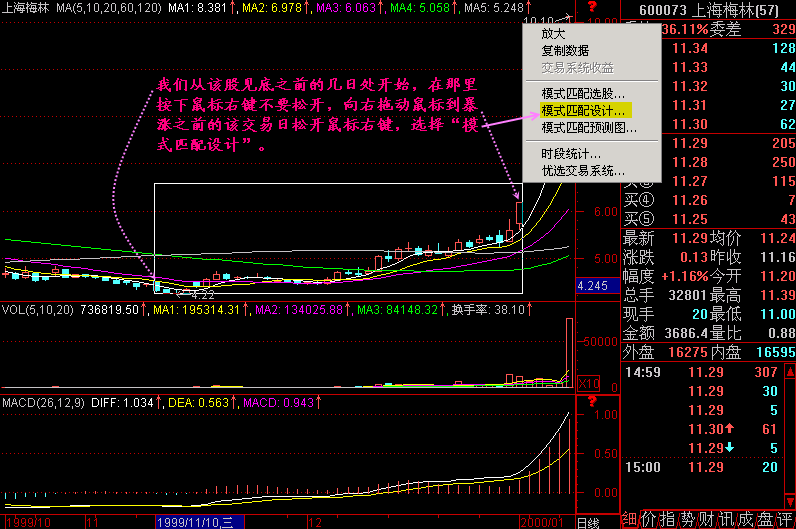 上海梅林 MA(5,10,20,60,120) MA1: 8.381↑, MA2: 6.978↑, MA3: 6.063↑, MA4: 5.058↑, MA5: 5.248↑
10.10
放大
复制数据
交易系统收益
模式匹配选股...
模式匹配设计...
模式匹配预测图...
时段统计...
优选交易系统...
我们从该股见底之前的几日处开始，在那里
按下鼠标右键不要松开，向右拖动鼠标到暴
涨之前的该交易日松开鼠标右键，选择“模
式匹配设计”。
6.00
5.00
4.245
4.22
VOL(5,10,20) 736819.50↑, MA1: 195314.31↑, MA2: 134025.88↑, MA3: 84148.32↑, 换手率: 38.10↑
50000
X10
0
MACD(26,12,9) DIFF: 1.034↑, DEA: 0.563↑, MACD: 0.943↑
?
1.00
0.50
0.00
1999/10
11
1999/11/10,三
12
2000/01
日线
?
600073 上海梅林(57)
36.11% 委差 329
11.34 128
11.33 44
11.32 30
11.31 27
11.30 62
11.29 205
11.28 250
11.27 115
买④ 11.26 7
买⑤ 11.25 43
最新 11.29 均价 11.24
涨跌 0.13 昨收 11.16
幅度 +1.16% 今开 11.20
总手 32801 最高 11.39
现手 20 最低 11.00
金额 3686.4 量比 0.88
外盘 16275 内盘 16595
14:59 11.29 307
11.29 30
11.29 5
11.30↑ 61
11.29↓ 5
15:00 11.29 20
细 价 指 势 财 讯 成 盘 评